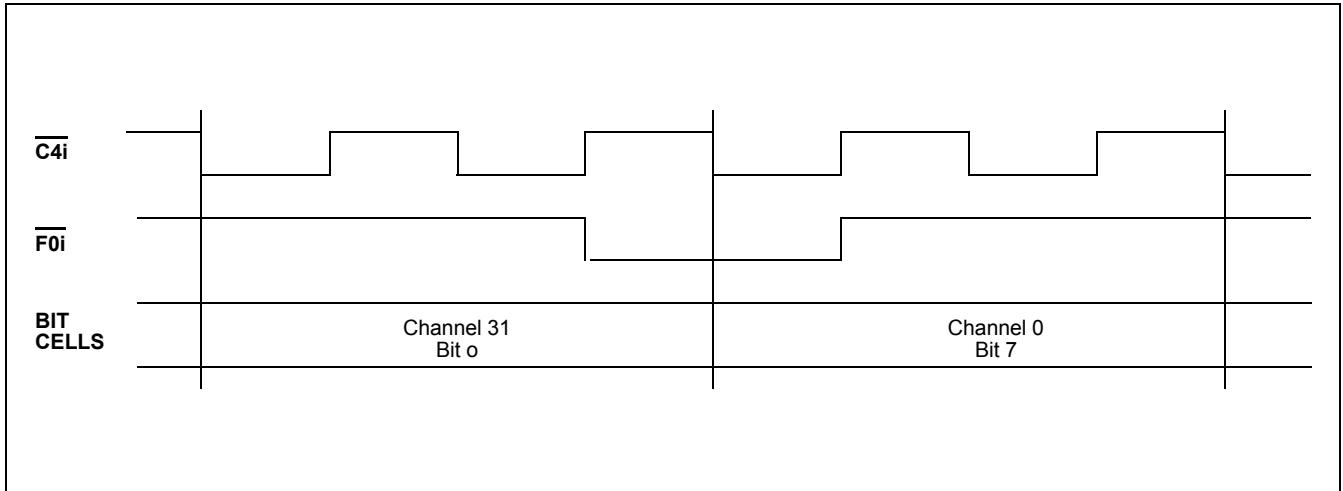 C4i
F0i
BIT
CELLS
Channel 31
Bit o
Channel 0
Bit 7